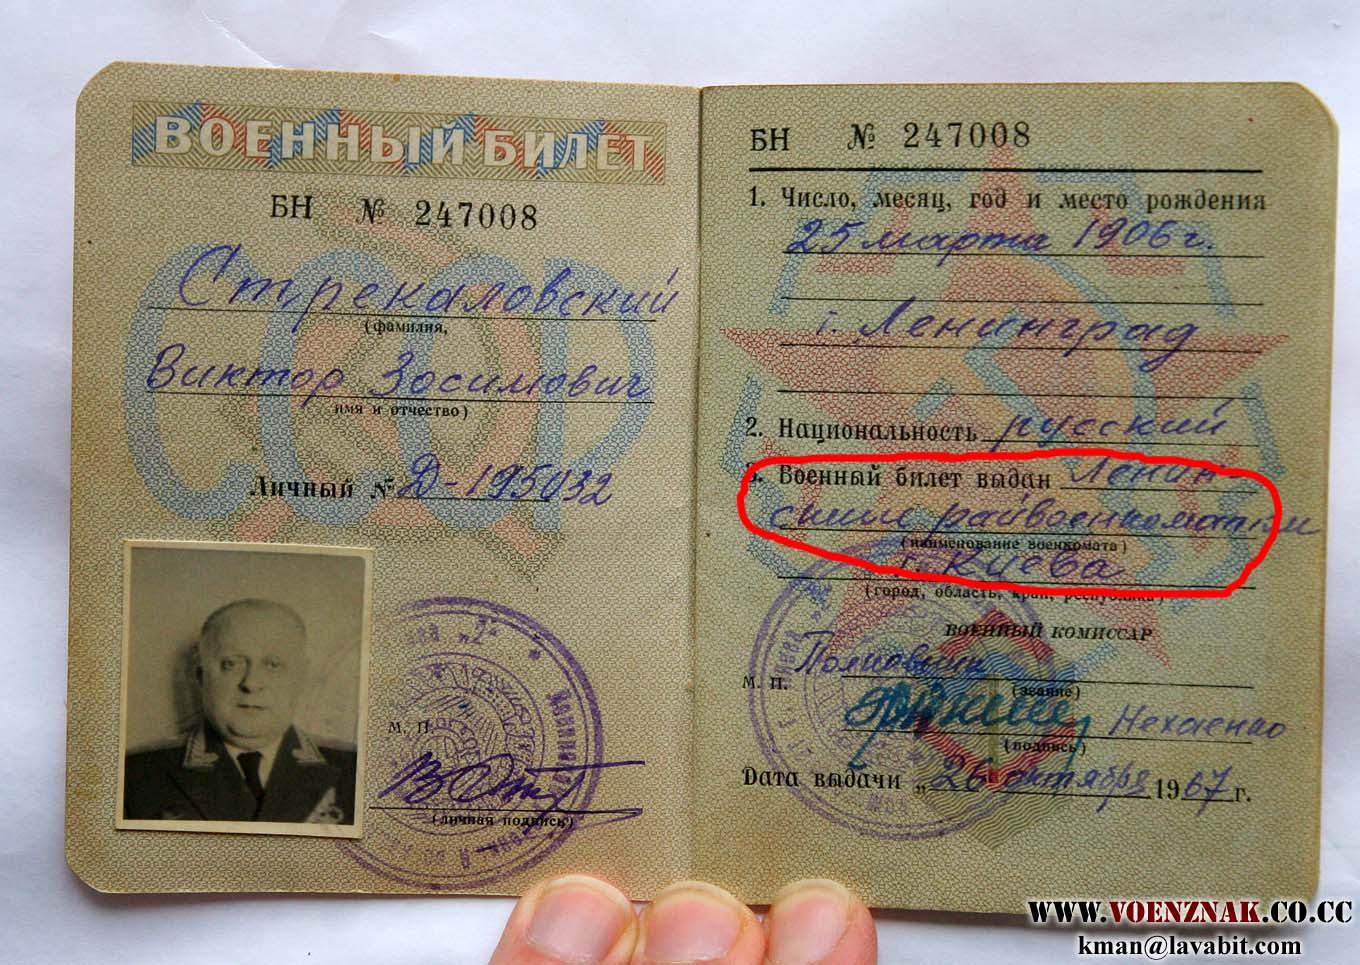 ВОЕННЫЙ БИЛЕТ
БН № 247008
Стрекаловский
(фамилия,
Виктор Зосимович
имя и отчество)
Личный № Д-195032
М. П.
(личная подпись)
БН № 247008
1. Число, месяц, год и место рождения
25 марта 1906 г.
г. Ленинград
2. Национальность русский
3. Военный билет выдан Ленин-
ским райвоенкоматом
(наименование военкомата)
г. Киева
(город, область, край, республика)
ВОЕННЫЙ КОМИССАР
Полковник
М. П.
(звание)
Нехаенко
(подпись)
Дата выдачи „26 октября 1967 г.
WWW.VOENZNAK.CO.CC
kman@lavabit.com